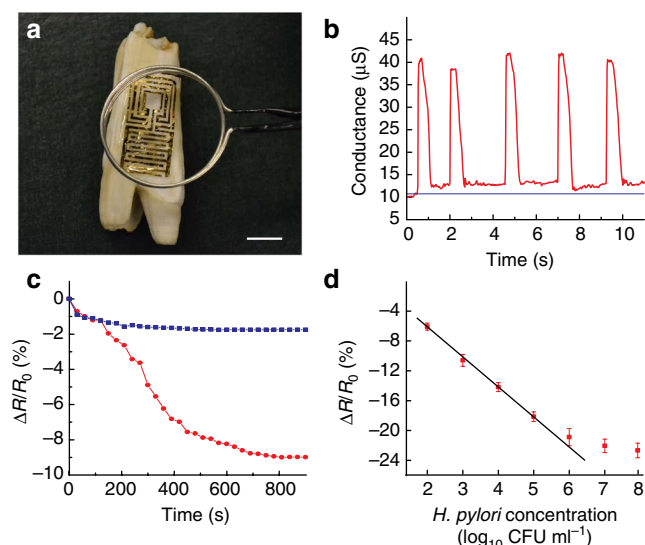 a
b
Conductance (µS)
45
40
35
30
25
20
15
10
5
0 2 4 6 8 10
Time (s)
c
ΔR/R₀ (%)
0
−2
−4
−6
−8
−10
0 200 400 600 800
Time (s)
d
ΔR/R₀ (%)
−4
−8
−12
−16
−20
−24
2 3 4 5 6 7 8
H. pylori concentration
(log₁₀ CFU ml⁻¹)